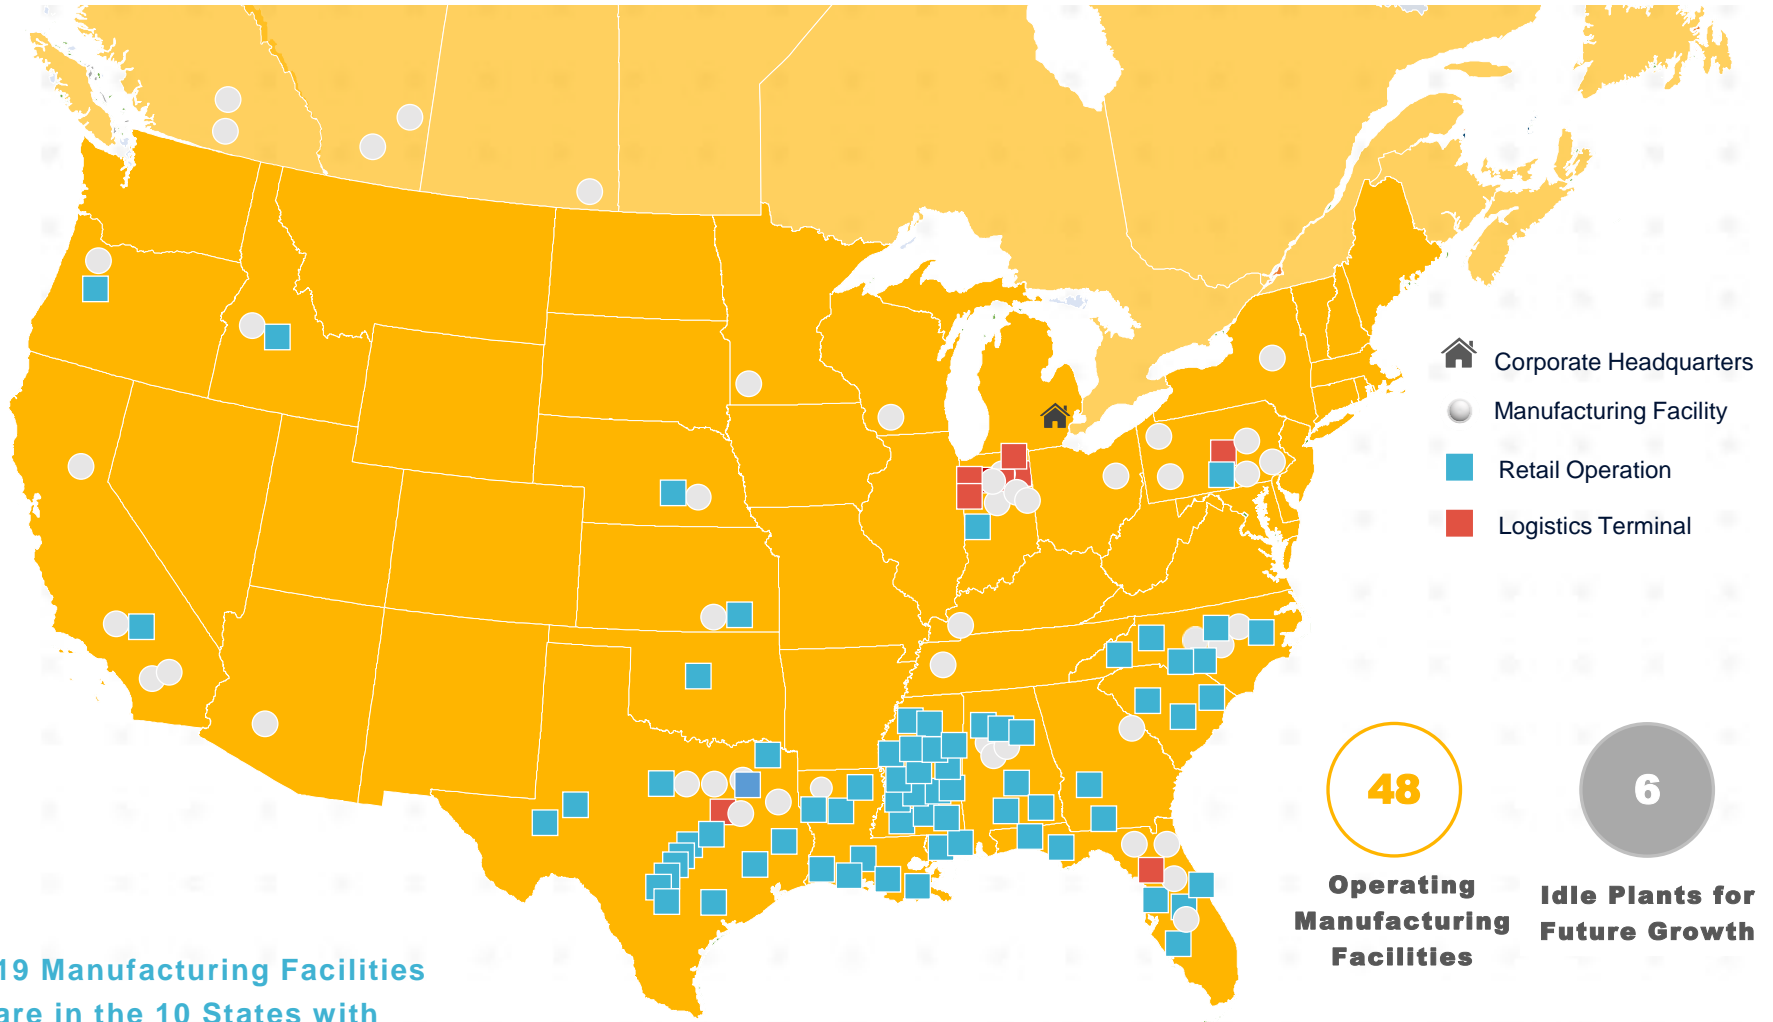 Corporate Headquarters
Manufacturing Facility
Retail Operation
Logistics Terminal
48
Operating
Manufacturing
Facilities
6
Idle Plants for
Future Growth
19 Manufacturing Facilities
are in the 10 States with